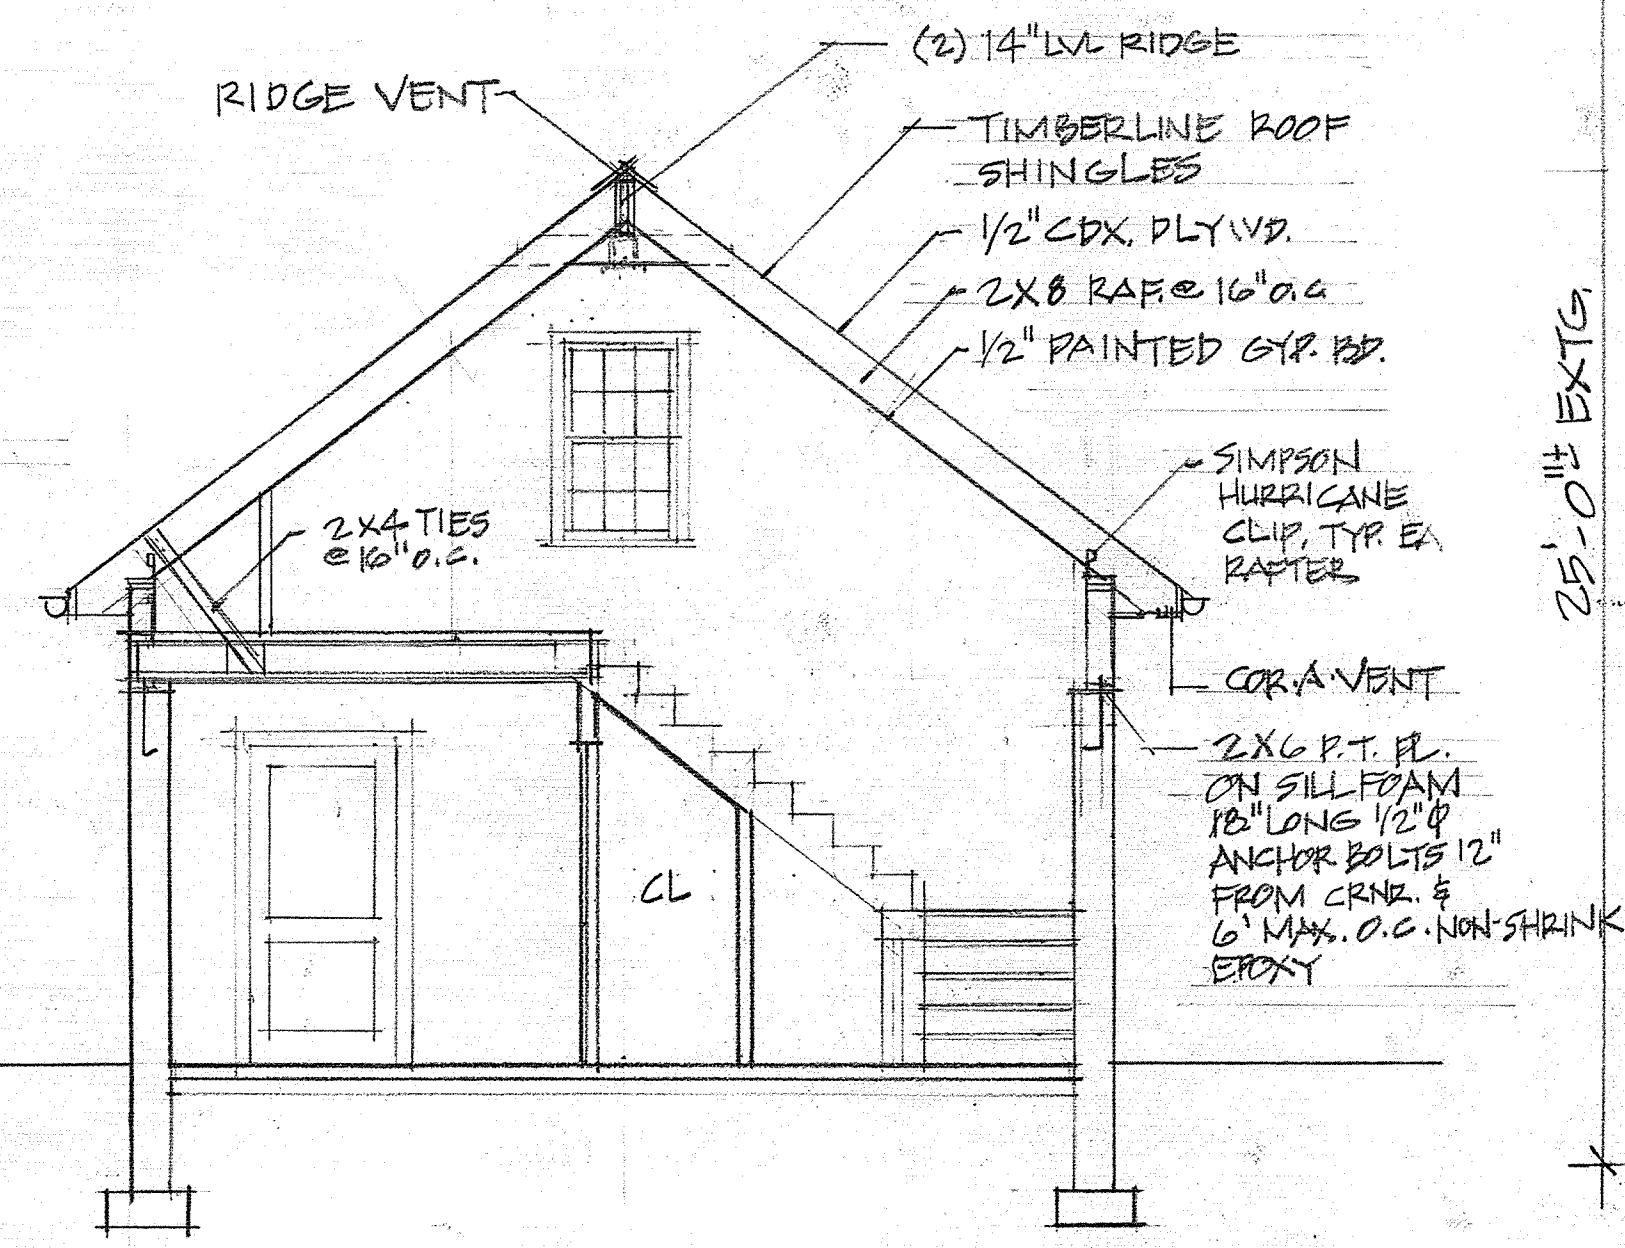 (2) 14" LVL RIDGE
RIDGE VENT
TIMBERLINE ROOF
SHINGLES
1/2" CDX. PLYWD.
2X8 RAF. @ 16" O.C
1/2" PAINTED GYP. BD.
SIMPSON
HURRICANE
CLIP, TYP. EA.
RAFTER
2X4 TIES
@ 16" O.C.
25'-0"± EXTG.
COR·A·VENT
2X6 P.T. PL.
ON SILL FOAM
18" LONG 1/2" Φ
ANCHOR BOLTS 12"
FROM CRNR. &
6' MAX. O.C. NON-SHRINK
EPOXY
CL